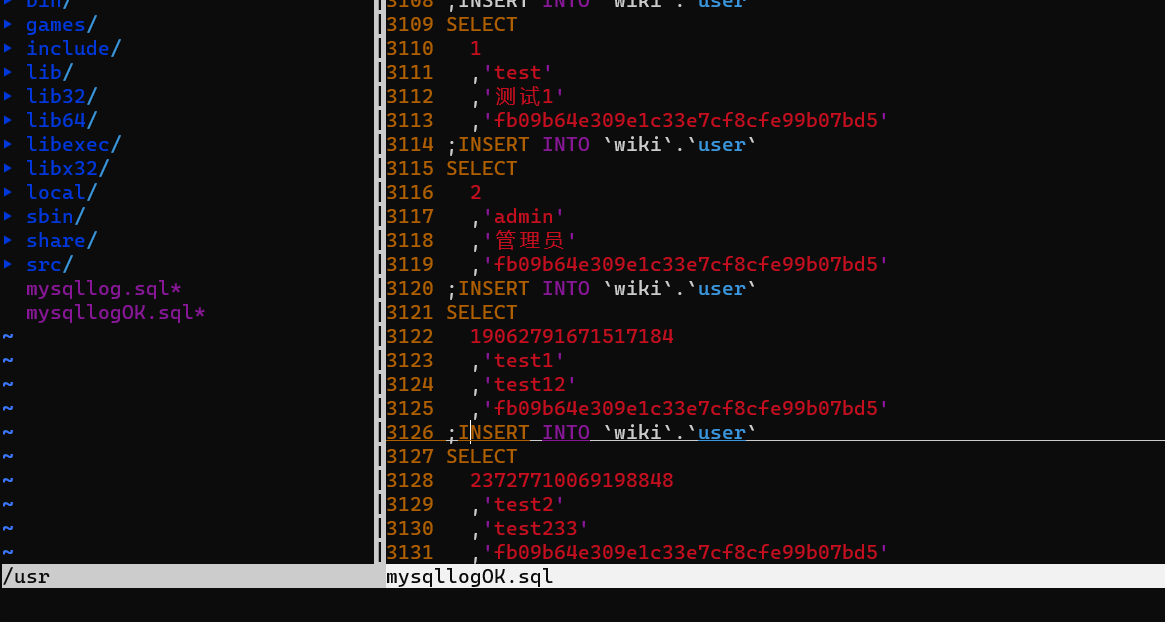 bin/
games/
include/
lib/
lib32/
lib64/
libexec/
libx32/
local/
sbin/
share/
src/
mysqllog.sql*
mysqllogOK.sql*
~
~
~
~
~
~
~
~
~
~
/usr
3108 ;INSERT INTO `wiki`.`user`
3109 SELECT
3110   1
3111   ,'test'
3112   ,'测试1'
3113   ,'fb09b64e309e1c33e7cf8cfe99b07bd5'
3114 ;INSERT INTO `wiki`.`user`
3115 SELECT
3116   2
3117   ,'admin'
3118   ,'管理员'
3119   ,'fb09b64e309e1c33e7cf8cfe99b07bd5'
3120 ;INSERT INTO `wiki`.`user`
3121 SELECT
3122   19062791671517184
3123   ,'test1'
3124   ,'test12'
3125   ,'fb09b64e309e1c33e7cf8cfe99b07bd5'
3126 ;INSERT INTO `wiki`.`user`
3127 SELECT
3128   23727710069198848
3129   ,'test2'
3130   ,'test233'
3131   ,'fb09b64e309e1c33e7cf8cfe99b07bd5'
mysqllogOK.sql